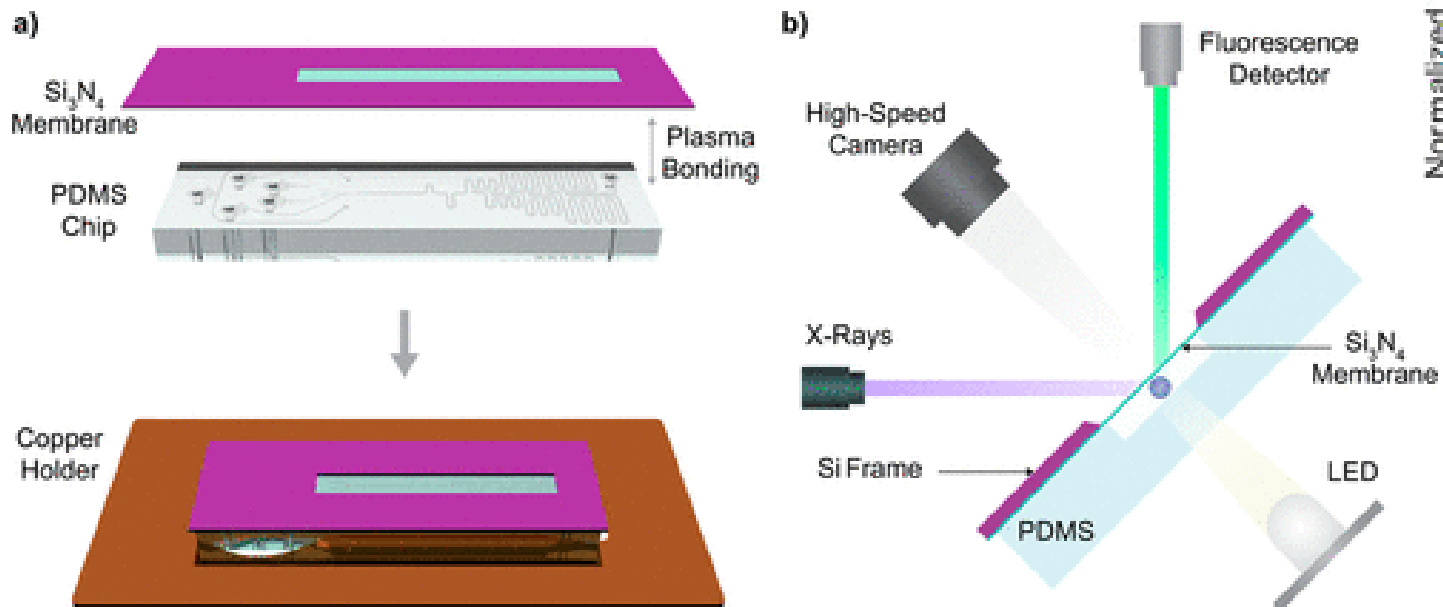 a)
Si₃N₄
Membrane
Plasma
Bonding
PDMS
Chip
Copper
Holder
b)
Fluorescence
Detector
High-Speed
Camera
X-Rays
Si₃N₄
Membrane
Si Frame
LED
PDMS
Normalized